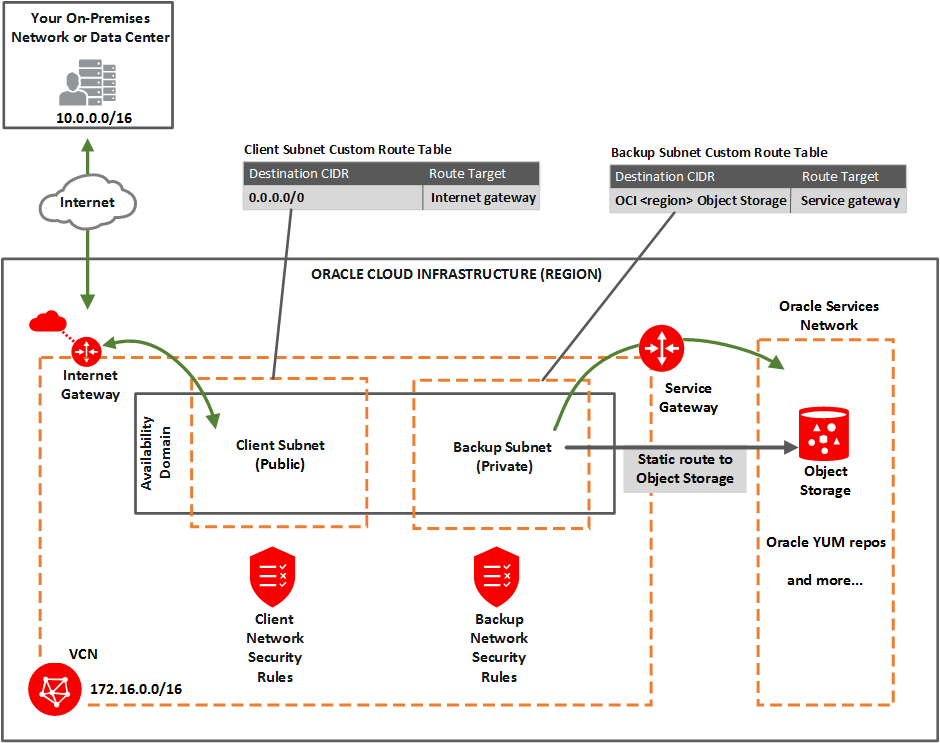 Your On-Premises
Network or Data Center
10.0.0.0/16
Internet
Client Subnet Custom Route Table
Destination CIDR Route Target
0.0.0.0/0 Internet gateway
Backup Subnet Custom Route Table
Destination CIDR Route Target
OCI <region> Object Storage Service gateway
ORACLE CLOUD INFRASTRUCTURE (REGION)
Internet
Gateway
Service
Gateway
Oracle Services
Network
Availability
Domain
Client Subnet
(Public)
Backup Subnet
(Private)
Static route to
Object Storage
Object
Storage
Oracle YUM repos
and more...
Client
Network
Security
Rules
Backup
Network
Security
Rules
VCN
172.16.0.0/16